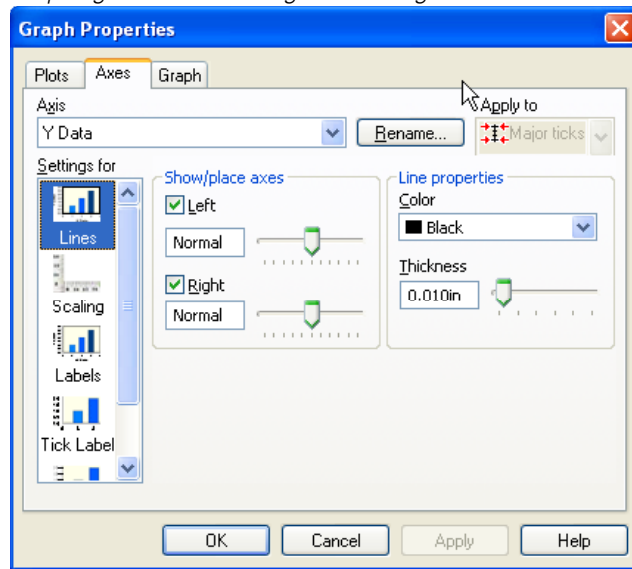 Graph Properties
Plots Axes Graph
Axis
Y Data
Rename...
Apply to
Major ticks
Settings for
Lines
Scaling
Labels
Tick Label
Show/place axes
Left
Normal
Right
Normal
Line properties
Color
Black
Thickness
0.010in
OK Cancel Apply Help